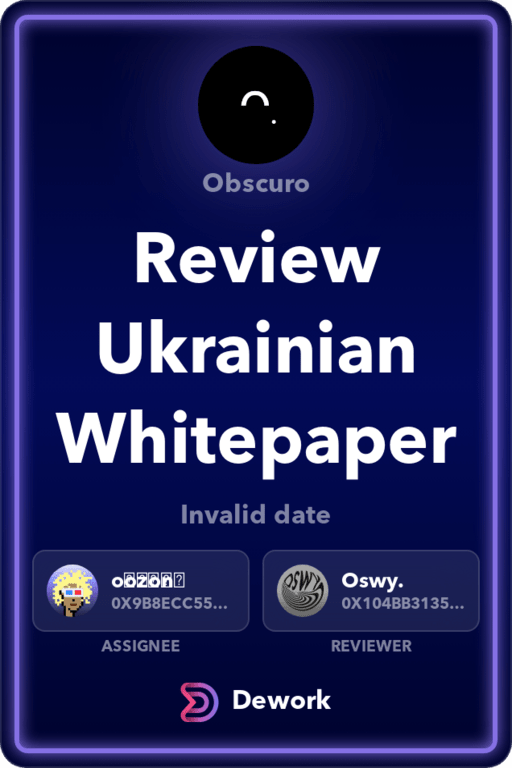 Obscuro
Review
Ukrainian
Whitepaper
Invalid date
Oswy.
0X9B8ECC55...
0X104BB3135...
ASSIGNEE
REVIEWER
Dework